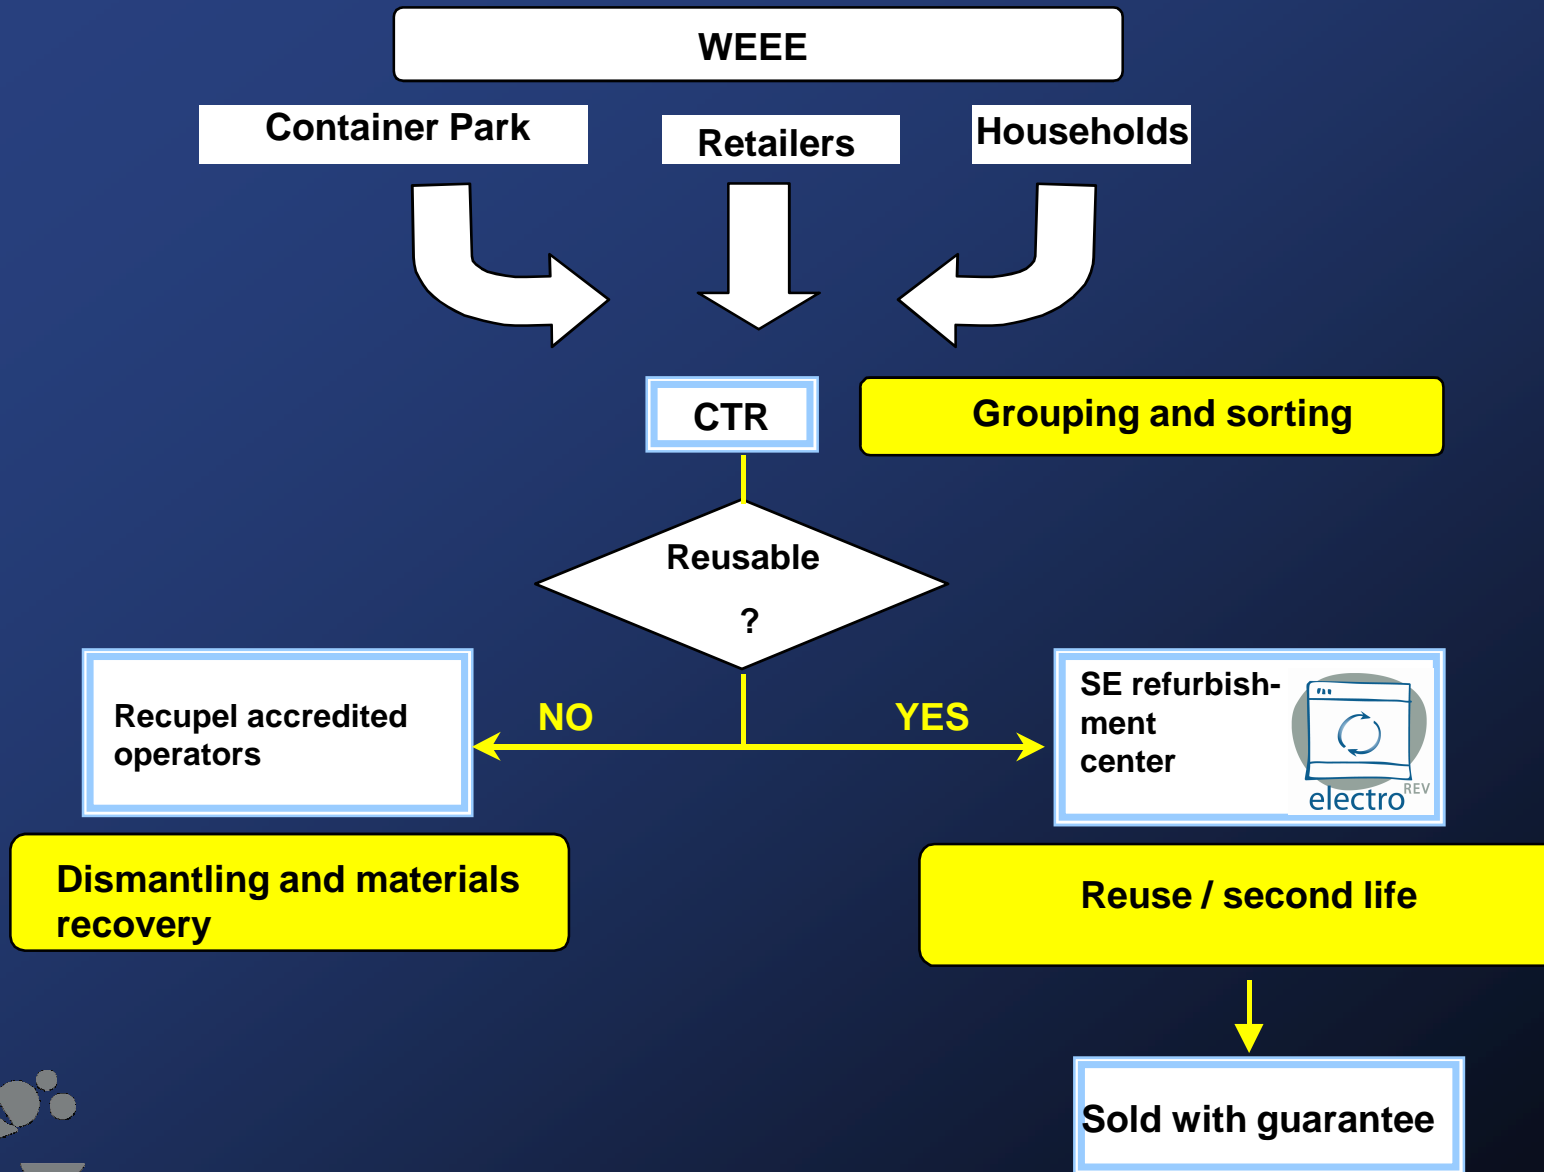 WEEE
Container Park
Retailers
Households
CTR
Grouping and sorting
Reusable
?
NO
YES
Recupel accredited
operators
SE refurbish-
ment
center
electro REV
Dismantling and materials
recovery
Reuse / second life
Sold with guarantee